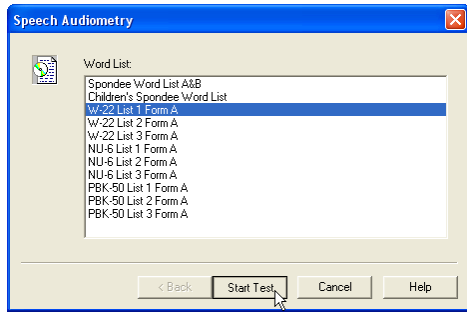 Speech Audiometry
Word List:
Spondee Word List A&B
Children's Spondee Word List
W-22 List 1 Form A
W-22 List 2 Form A
W-22 List 3 Form A
NU-6 List 1 Form A
NU-6 List 2 Form A
NU-6 List 3 Form A
PBK-50 List 1 Form A
PBK-50 List 2 Form A
PBK-50 List 3 Form A
< Back Start Test Cancel Help